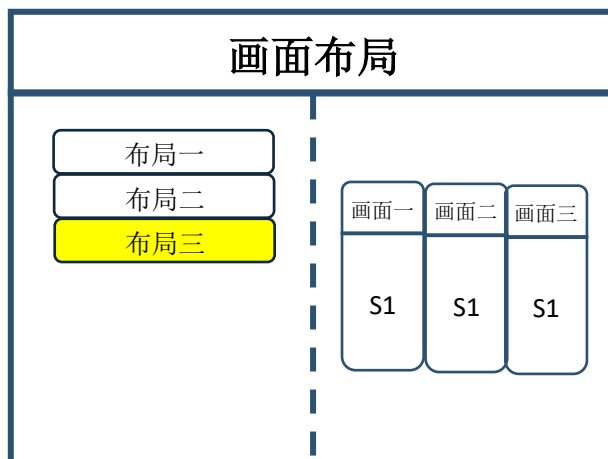 画面布局
布局一
布局二
布局三
画面一 画面二 画面三
S1 S1 S1